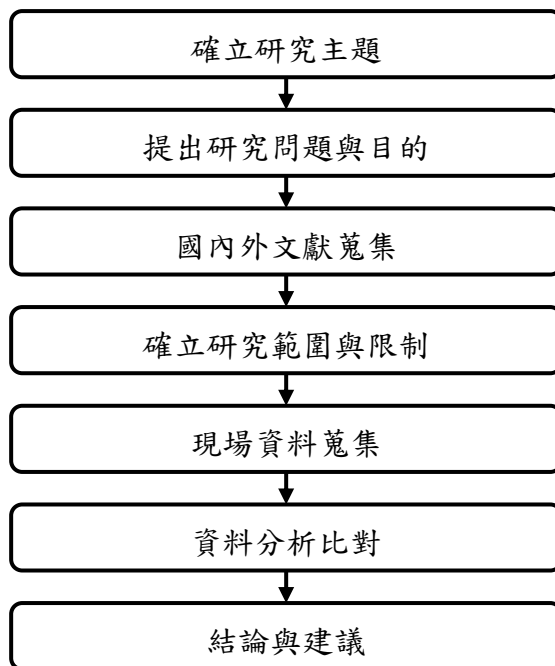 確立研究主題
提出研究問題與目的
國內外文獻蒐集
確立研究範圍與限制
現場資料蒐集
資料分析比對
結論與建議